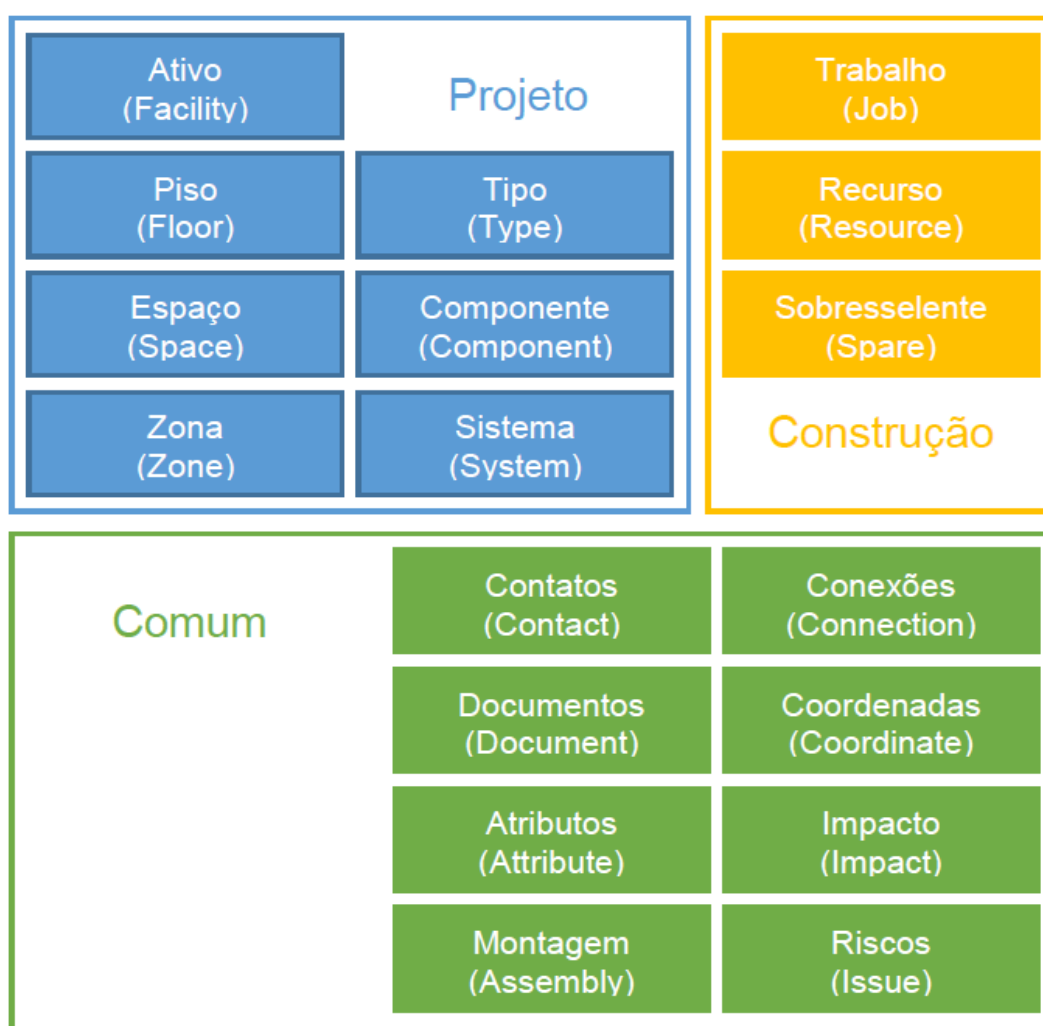 Ativo
(Facility)
Projeto
Piso
(Floor)
Tipo
(Type)
Espaço
(Space)
Componente
(Component)
Zona
(Zone)
Sistema
(System)
Trabalho
(Job)
Recurso
(Resource)
Sobresselente
(Spare)
Construção
Comum
Contatos
(Contact)
Conexões
(Connection)
Documentos
(Document)
Coordenadas
(Coordinate)
Atributos
(Attribute)
Impacto
(Impact)
Montagem
(Assembly)
Riscos
(Issue)